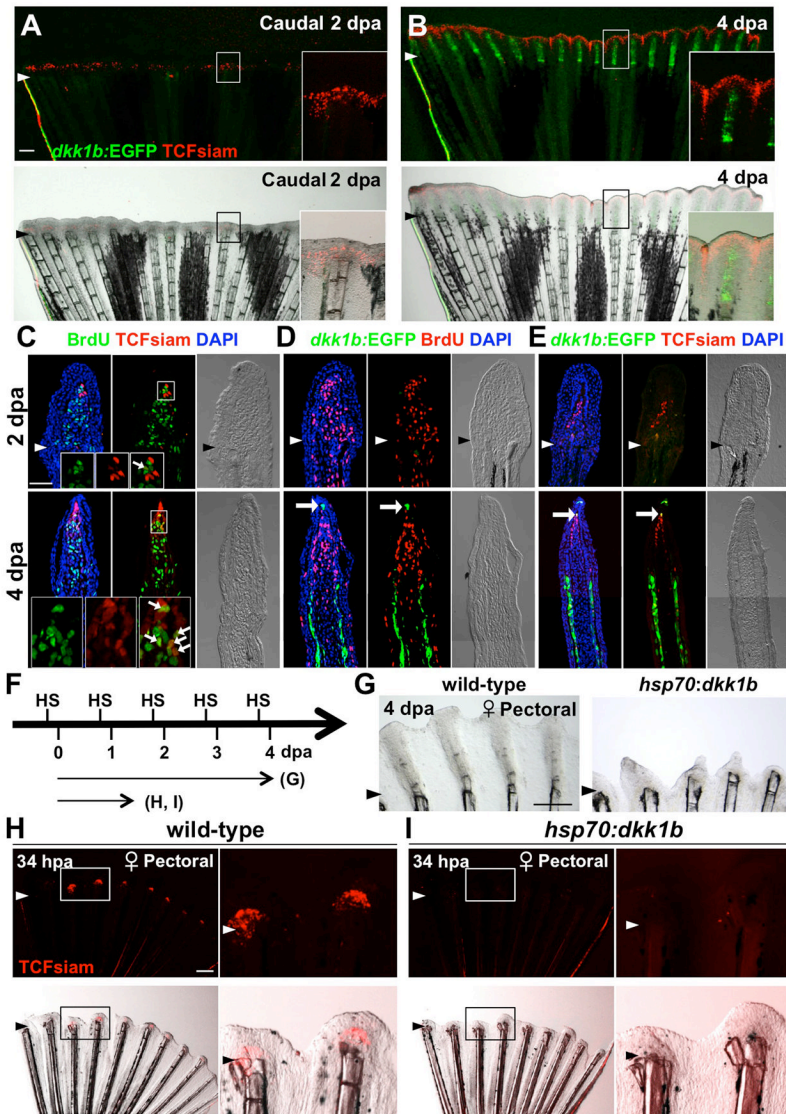 A
Caudal 2 dpa
dkk1b:EGFP TCFsiam
Caudal 2 dpa
B
4 dpa
4 dpa
C
BrdU TCFsiam DAPI
D
dkk1b:EGFP BrdU DAPI
E
dkk1b:EGFP TCFsiam DAPI
2 dpa
4 dpa
F
HS HS HS HS HS
0 1 2 3 4 dpa
(G)
(H, I)
G
wild-type
hsp70:dkk1b
4 dpa
♀ Pectoral
H
wild-type
34 hpa
♀ Pectoral
TCFsiam
I
hsp70:dkk1b
34 hpa
♀ Pectoral